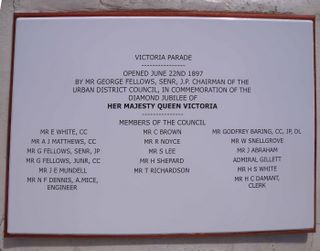 VICTORIA PARADE
----------------
OPENED JUNE 22ND 1897
BY MR GEORGE FELLOWS, SENR, J.P. CHAIRMAN OF THE
URBAN DISTRICT COUNCIL, IN COMMEMORATION OF THE
DIAMOND JUBILEE OF
HER MAJESTY QUEEN VICTORIA
---------------
MEMBERS OF THE COUNCIL
MR E WHITE, CC
MR A J MATTHEWS, CC
MR G FELLOWS, SENR, JP
MR G FELLOWS, JUNR, CC
MR J E MUNDELL
MR N F DENNIS, A.MICE,
ENGINEER
MR C BROWN
MR R NOYCE
MR S LEE
MR H SHEPARD
MR T RICHARDSON
MR GODFREY BARING, CC, JP, DL
MR W SNELLGROVE
MR J ABRAHAM
ADMIRAL GILLETT
MR H S WHITE
MR H C DAMANT,
CLERK